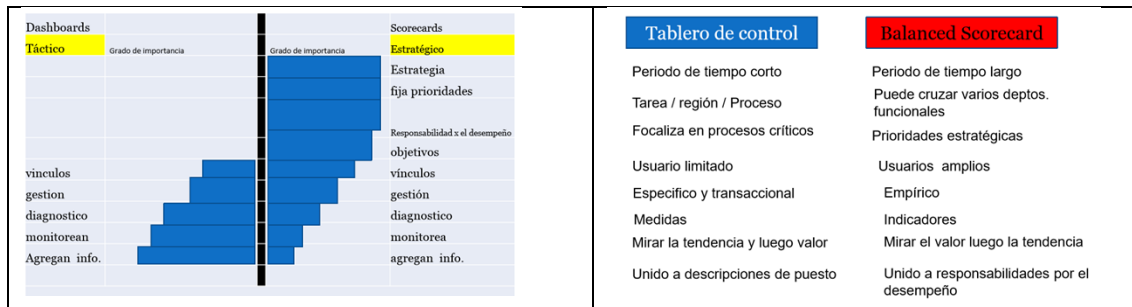 Dashboards
Scorecards
Táctico
Grado de importancia
Grado de importancia
Estratégico
Estrategia
fija prioridades
Responsabilidad x el desempeño
objetivos
vinculos
vínculos
gestion
gestión
diagnostico
diagnostico
monitorean
monitorea
Agregan info.
agregan info.
Tablero de control
Balanced Scorecard
Periodo de tiempo corto
Periodo de tiempo largo
Tarea / región / Proceso
Puede cruzar varios deptos.
funcionales
Focaliza en procesos críticos
Prioridades estratégicas
Usuario limitado
Usuarios amplios
Especifico y transaccional
Empírico
Medidas
Indicadores
Mirar la tendencia y luego valor
Mirar el valor luego la tendencia
Unido a descripciones de puesto
Unido a responsabilidades por el
desempeño